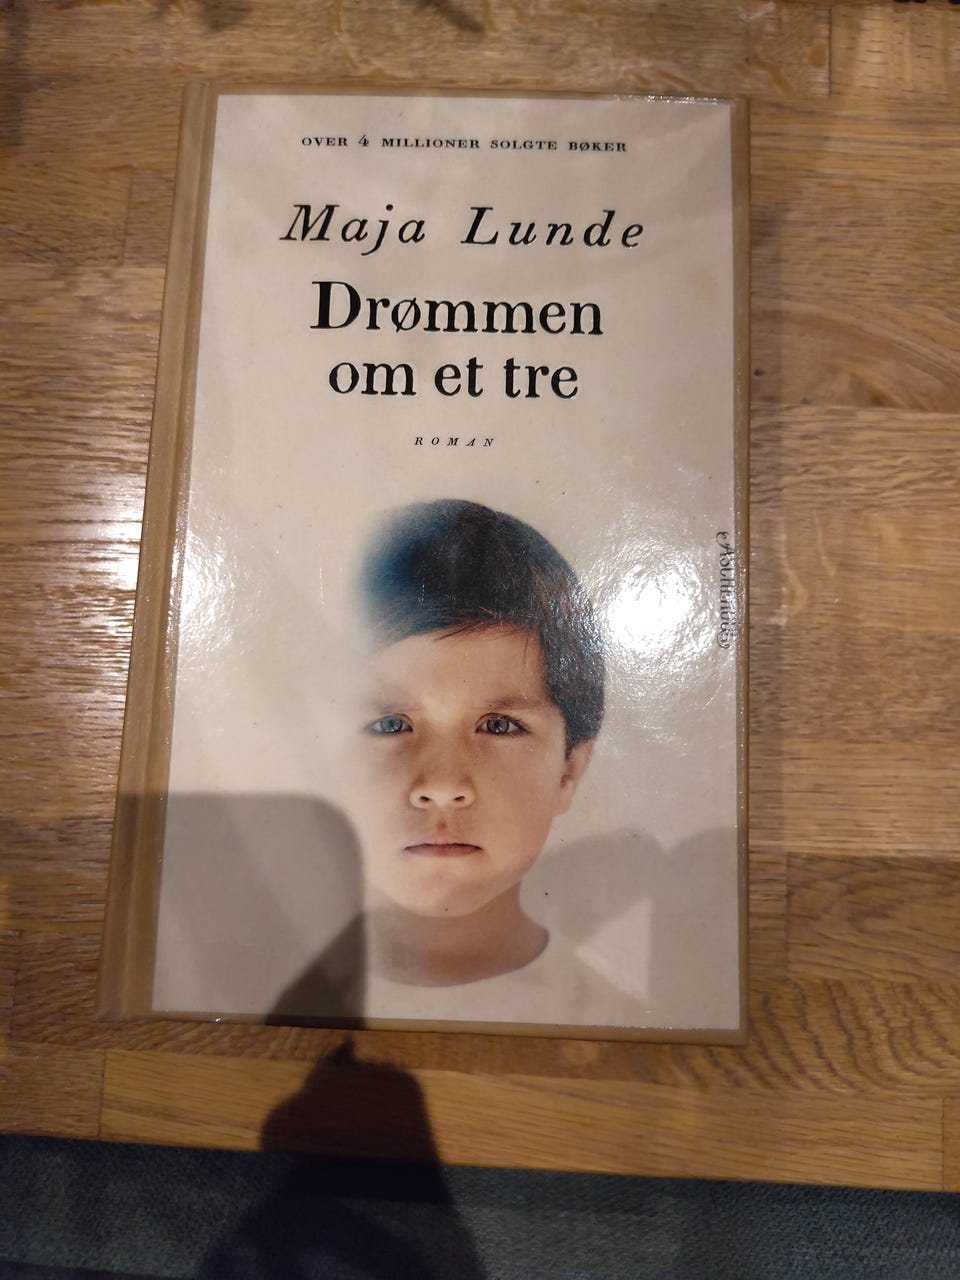 OVER 4 MILLIONER SOLGTE BØKER
Maja Lunde
Drømmen
om et tre
ROMAN